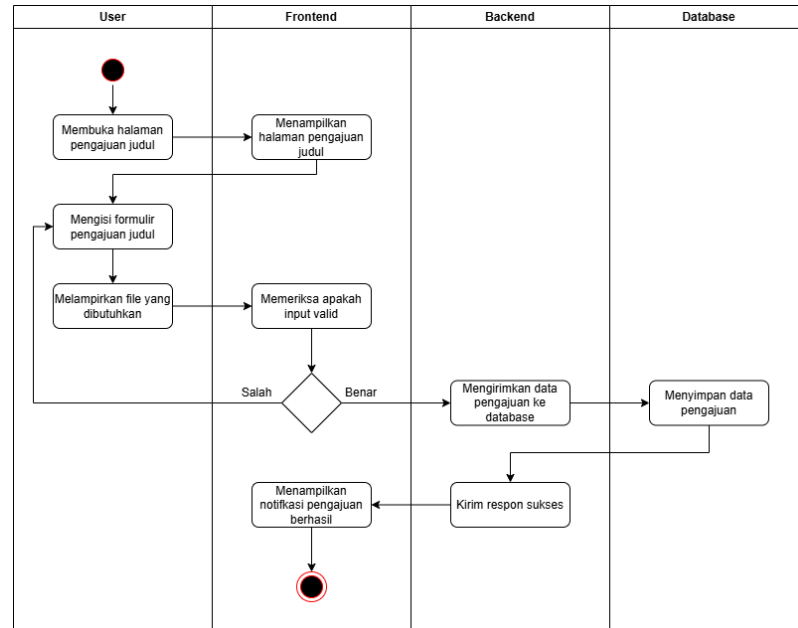 User
Frontend
Backend
Database
Membuka halaman
pengajuan judul
Menampilkan
halaman pengajuan
judul
Mengisi formulir
pengajuan judul
Melampirkan file yang
dibutuhkan
Memeriksa apakah
input valid
Salah
Benar
Mengirimkan data
pengajuan ke
database
Menyimpan data
pengajuan
Menampilkan
notifkasi pengajuan
berhasil
Kirim respon sukses